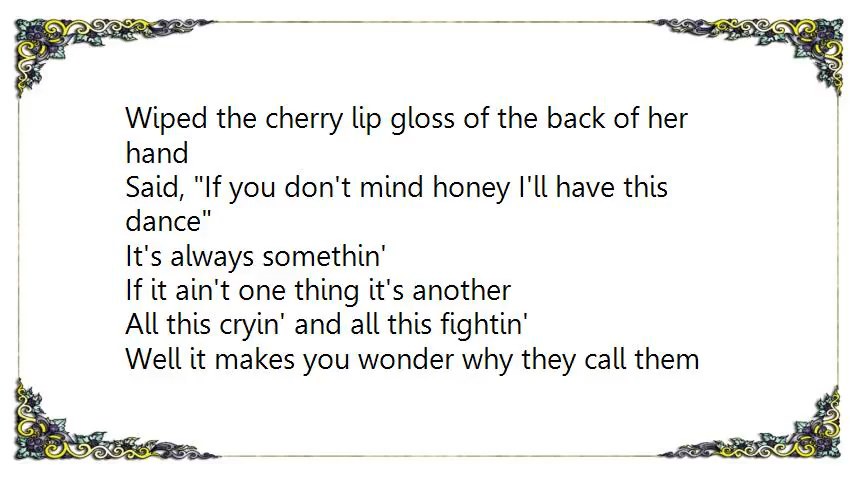 Wiped the cherry lip gloss of the back of her
hand
Said, "If you don't mind honey I'll have this
dance"
It's always somethin'
If it ain't one thing it's another
All this cryin' and all this fightin'
Well it makes you wonder why they call them